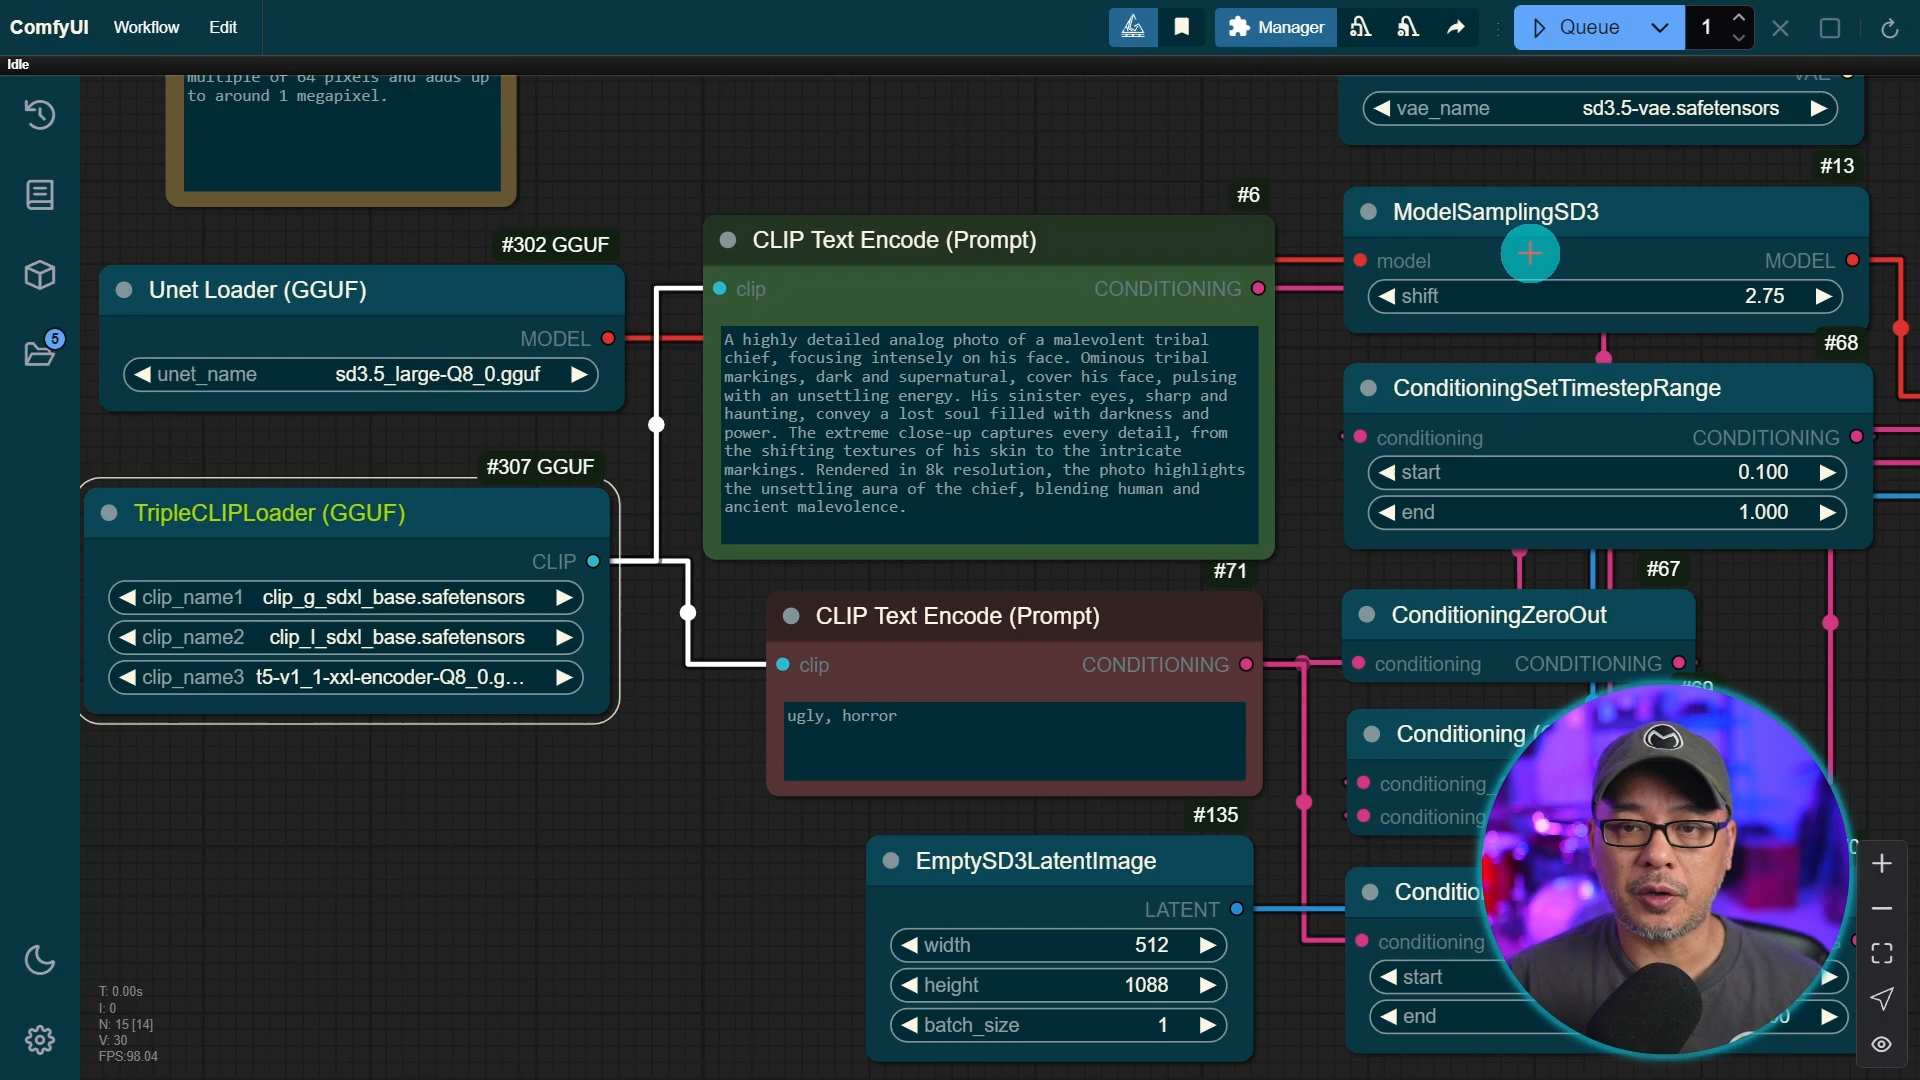 ComfyUI
Workflow
Edit
Manager
Queue
1
Idle
multiple of 64 pixels and adds up
to around 1 megapixel.
VAE
vae_name sd3.5-vae.safetensors
#13
ModelSamplingSD3
model MODEL
shift 2.75
#6
CLIP Text Encode (Prompt)
clip CONDITIONING
A highly detailed analog photo of a malevolent tribal
chief, focusing intensely on his face. Ominous tribal
markings, dark and supernatural, cover his face, pulsing
with an unsettling energy. His sinister eyes, sharp and
haunting, convey a lost soul filled with darkness and
power. The extreme close-up captures every detail, from
the shifting textures of his skin to the intricate
markings. Rendered in 8k resolution, the photo highlights
the unsettling aura of the chief, blending human and
ancient malevolence.
#302 GGUF
Unet Loader (GGUF)
MODEL
unet_name sd3.5_large-Q8_0.gguf
5
#68
ConditioningSetTimestepRange
conditioning CONDITIONING
start 0.100
end 1.000
#307 GGUF
TripleCLIPLoader (GGUF)
CLIP
clip_name1 clip_g_sdxl_base.safetensors
clip_name2 clip_l_sdxl_base.safetensors
clip_name3 t5-v1_1-xxl-encoder-Q8_0.g...
#71
CLIP Text Encode (Prompt)
clip CONDITIONING
ugly, horror
#67
ConditioningZeroOut
conditioning CONDITIONING
#69
Conditioning
conditioning_
conditioning
#135
EmptySD3LatentImage
LATENT
width 512
height 1088
batch_size 1
Conditio
conditioning
start
end
T: 0.00s
I: 0
N: 15 [14]
V: 30
FPS:98.04